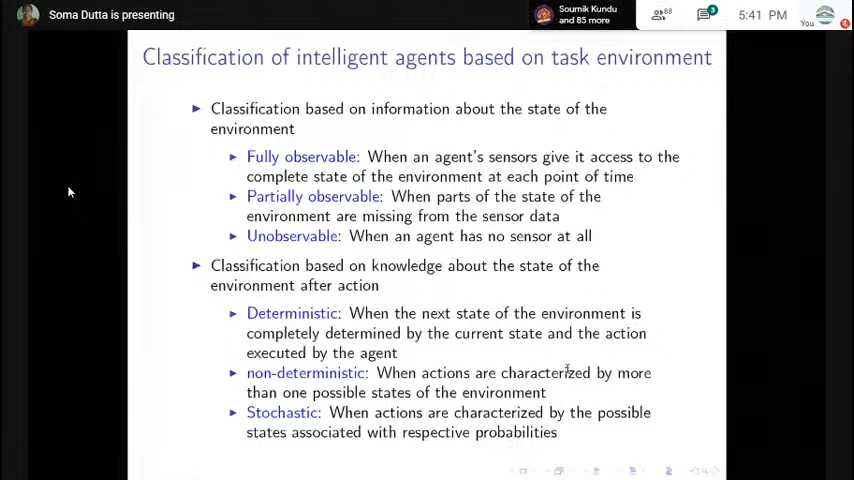 Soma Dutta is presenting
Soumik Kundu
and 85 more
88
3
5:41 PM
You
Classification of intelligent agents based on task environment
Classification based on information about the state of the
environment
Fully observable: When an agent's sensors give it access to the
complete state of the environment at each point of time
Partially observable: When parts of the state of the
environment are missing from the sensor data
Unobservable: When an agent has no sensor at all
Classification based on knowledge about the state of the
environment after action
Deterministic: When the next state of the environment is
completely determined by the current state and the action
executed by the agent
non-deterministic: When actions are characterized by more
than one possible states of the environment
Stochastic: When actions are characterized by the possible
states associated with respective probabilities